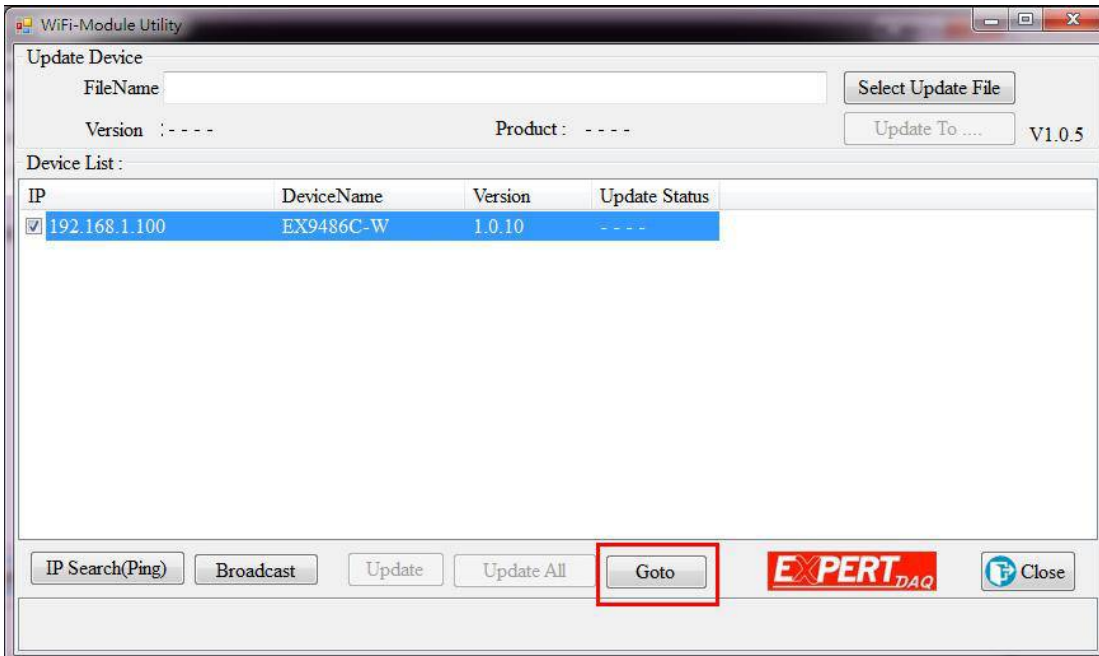 WiFi-Module Utility
Update Device
FileName
Select Update File
Version : - - - -
Product : - - - -
Update To ....
V1.0.5
Device List :
IP DeviceName Version Update Status
192.168.1.100 EX9486C-W 1.0.10 - - - -
IP Search(Ping) Broadcast Update Update All Goto EXPERT DAQ Close